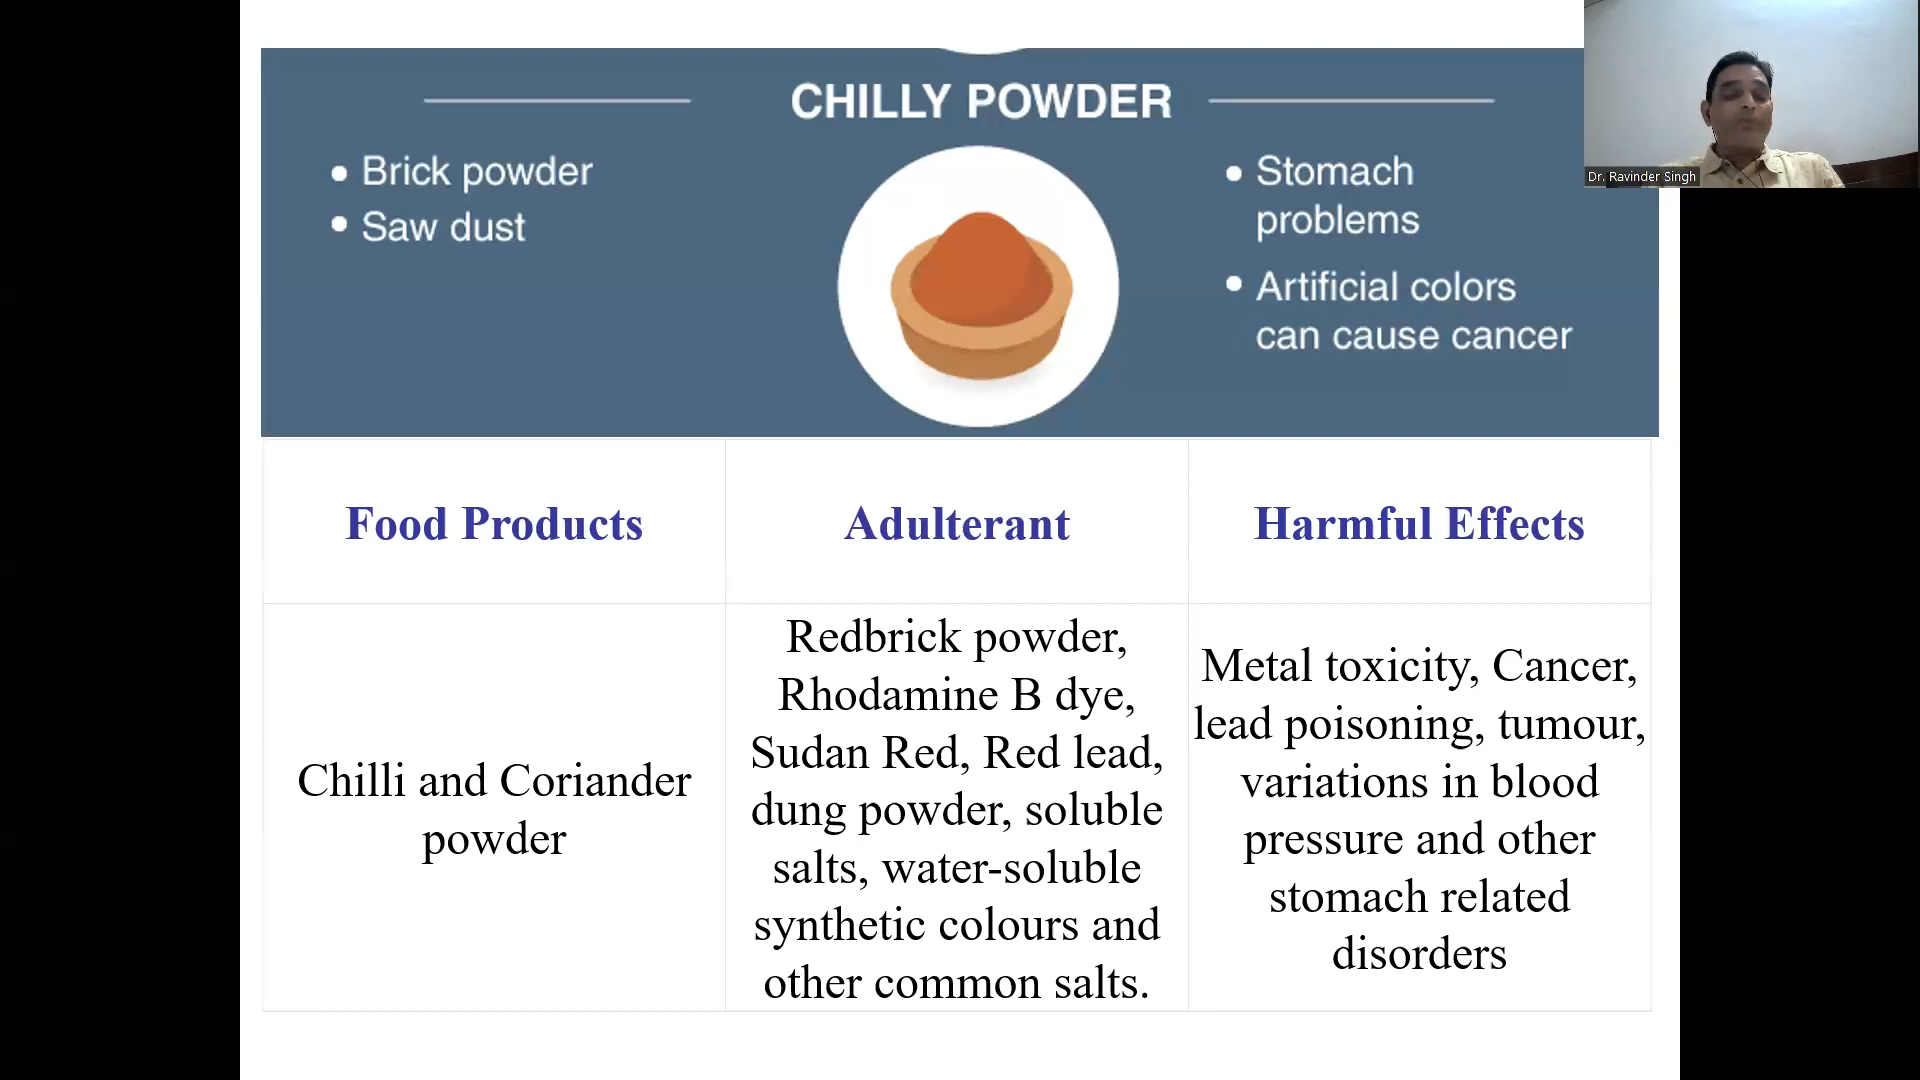 CHILLY POWDER
• Brick powder
• Saw dust
• Stomach
problems
• Artificial colors
can cause cancer
Dr. Ravinder Singh
Food Products
Adulterant
Harmful Effects
Chilli and Coriander
powder
Redbrick powder,
Rhodamine B dye,
Sudan Red, Red lead,
dung powder, soluble
salts, water-soluble
synthetic colours and
other common salts.
Metal toxicity, Cancer,
lead poisoning, tumour,
variations in blood
pressure and other
stomach related
disorders